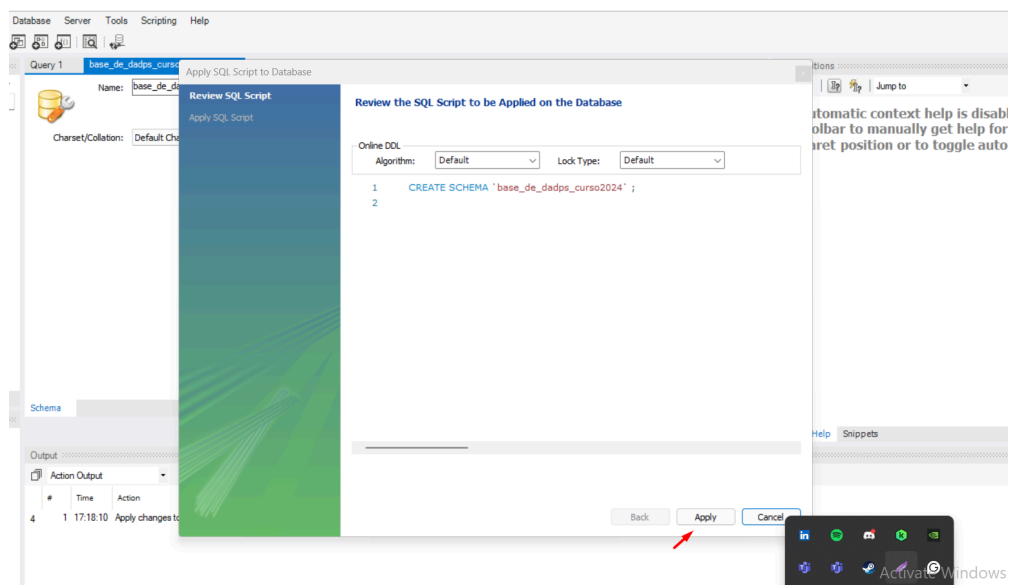 Database Server Tools Scripting Help
Query 1
base_de_dadps_curso
Name: base_de_da
Charset/Collation: Default Cha
Schema
Output
Action Output
# Time Action
4 1 17:18:10 Apply changes to
Apply SQL Script to Database
Review SQL Script
Apply SQL Script
Review the SQL Script to be Applied on the Database
Online DDL
Algorithm: Default Lock Type: Default
1 CREATE SCHEMA `base_de_dadps_curso2024` ;
2
Back Apply Cancel
itions
Jump to
utomatic context help is disabl
olbar to manually get help for
aret position or to toggle auto
Help Snippets
in
Activate Windows